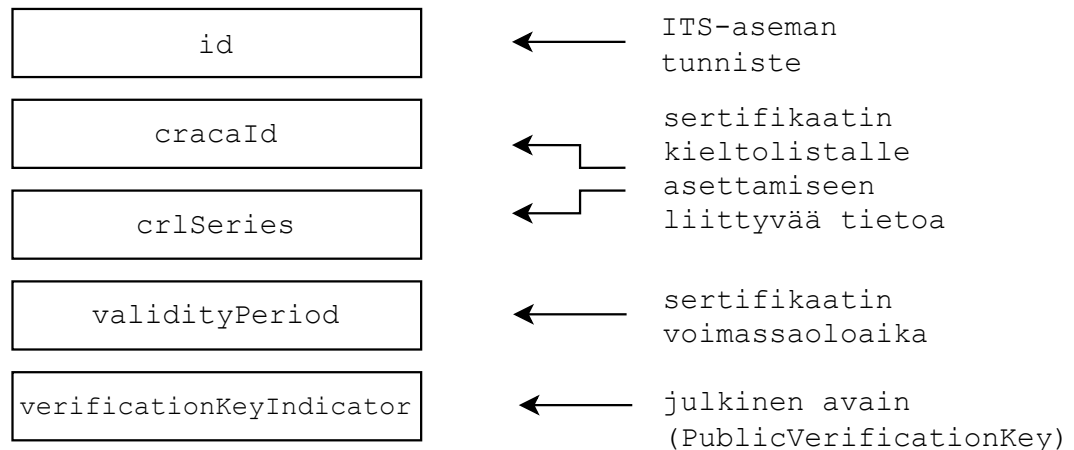 id
ITS-aseman
tunniste
cracaId
sertifikaatin
kieltolistalle
asettamiseen
liittyvää tietoa
crlSeries
validityPeriod
sertifikaatin
voimassaoloaika
verificationKeyIndicator
julkinen avain
(PublicVerificationKey)